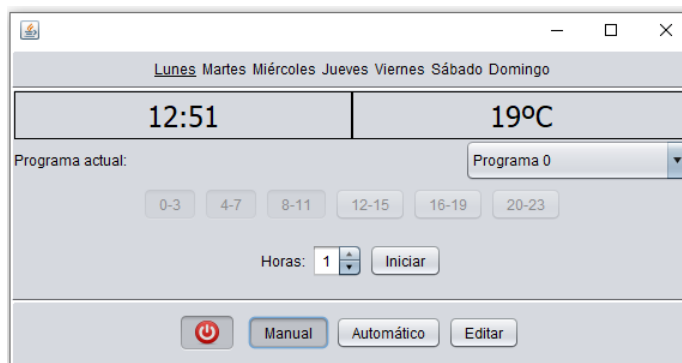 Lunes Martes Miércoles Jueves Viernes Sábado Domingo
12:51 19ºC
Programa actual: Programa 0
0-3 4-7 8-11 12-15 16-19 20-23
Horas: 1 Iniciar
Manual Automático Editar